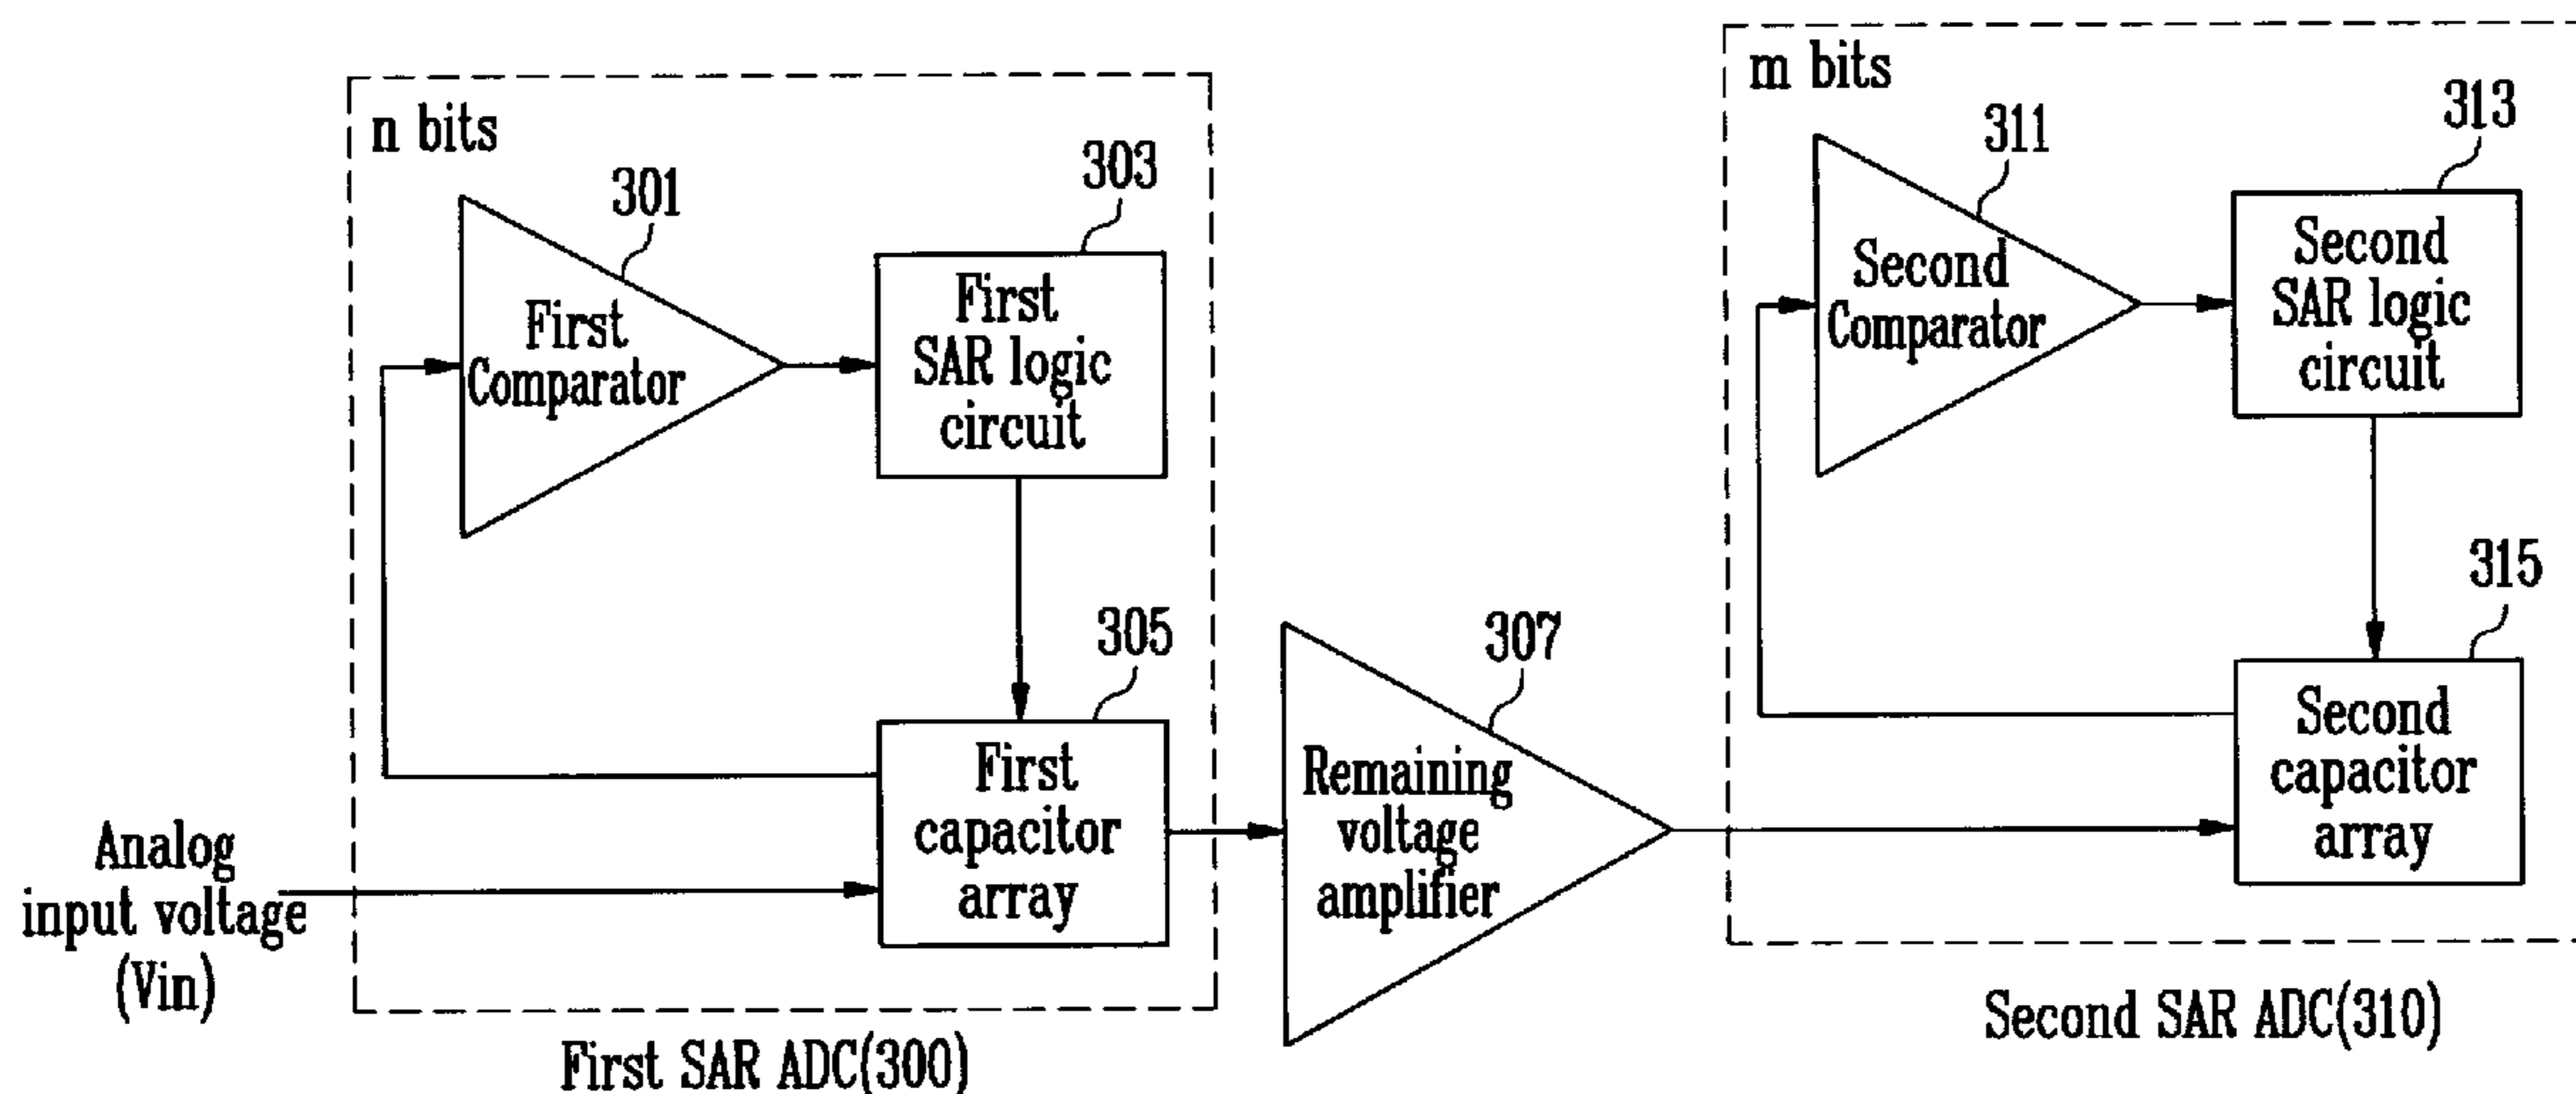 n bits
301
First
Comparator
303
First
SAR logic
circuit
305
First
capacitor
array
Analog
input voltage
(Vin)
First SAR ADC(300)
307
Remaining
voltage
amplifier
m bits
311
Second
Comparator
313
Second
SAR logic
circuit
315
Second
capacitor
array
Second SAR ADC(310)